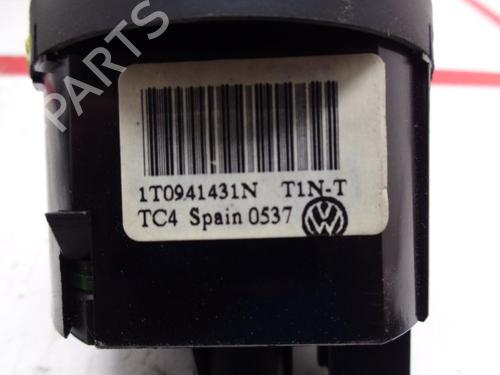 B-PARTS
1T0941431N T1N-T
TC4 Spain 0537 VW